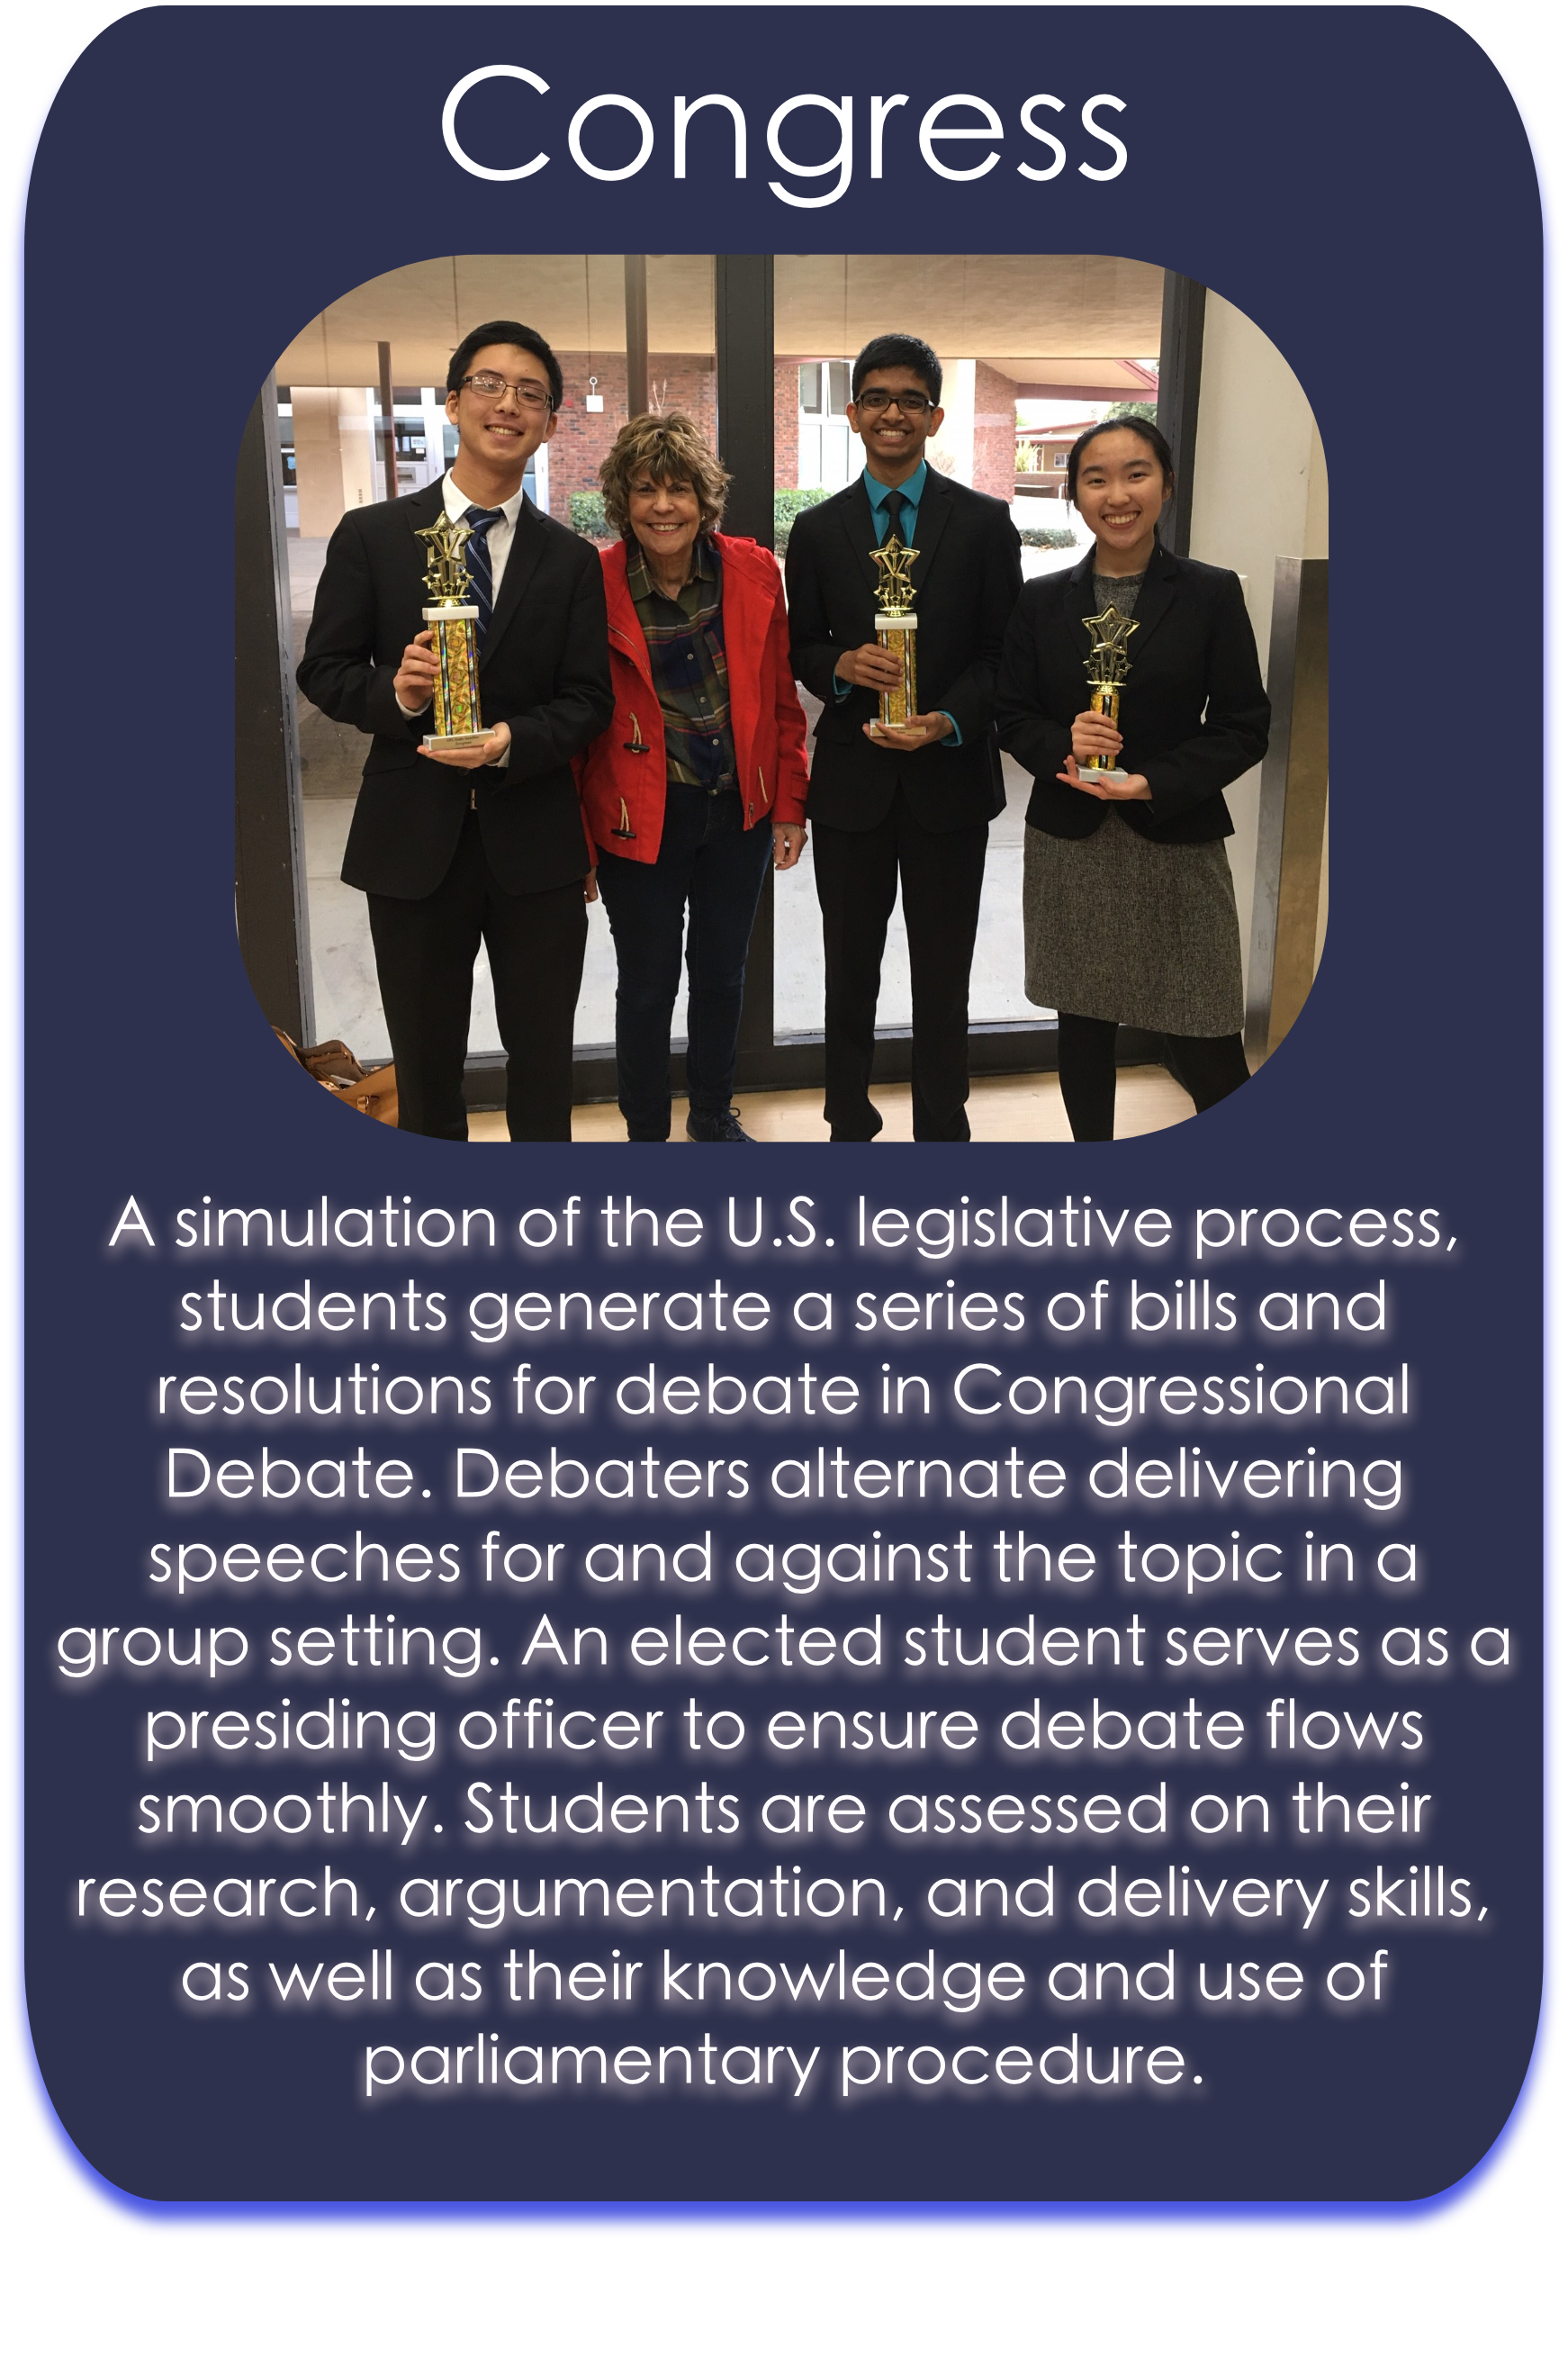 Congress
A simulation of the U.S. legislative process,
students generate a series of bills and
resolutions for debate in Congressional
Debate. Debaters alternate delivering
speeches for and against the topic in a
group setting. An elected student serves as a
presiding officer to ensure debate flows
smoothly. Students are assessed on their
research, argumentation, and delivery skills,
as well as their knowledge and use of
parliamentary procedure.